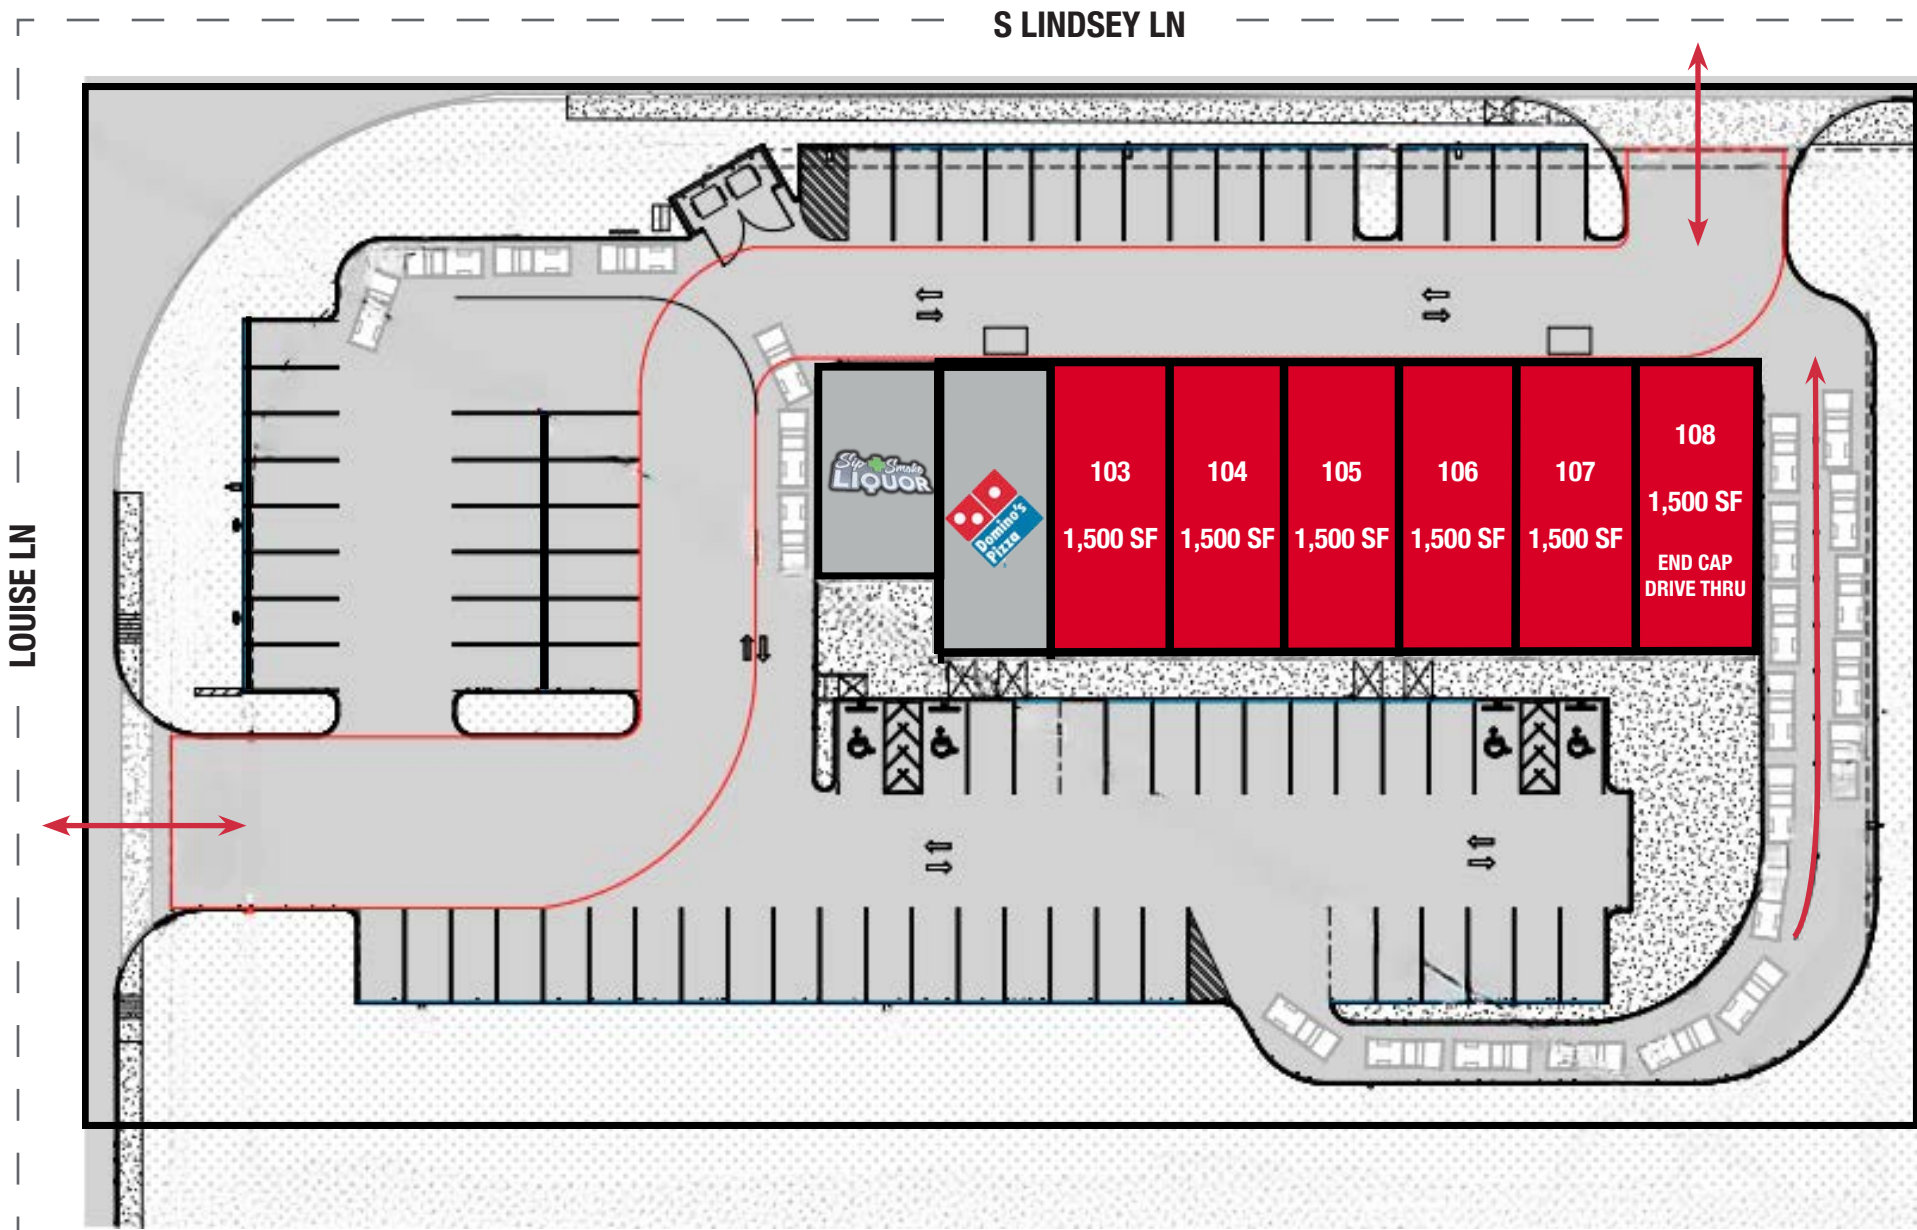 S LINDSEY LN
LOUISE LN
Sip Smoke
LIQUOR
Domino's
Pizza
103
1,500 SF
104
1,500 SF
105
1,500 SF
106
1,500 SF
107
1,500 SF
108
1,500 SF
END CAP
DRIVE THRU